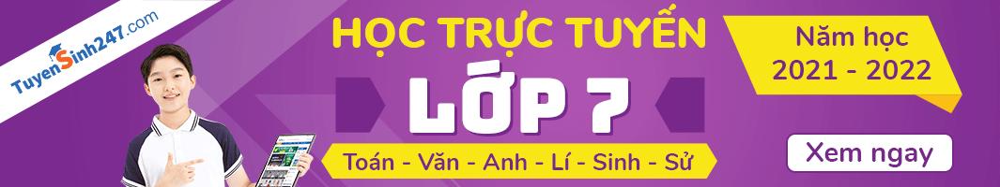 TuyenSinh247.com
HỌC TRỰC TUYẾN
LỚP 7
Toán - Văn - Anh - Lí - Sinh - Sử
Năm học
2021 - 2022
Xem ngay